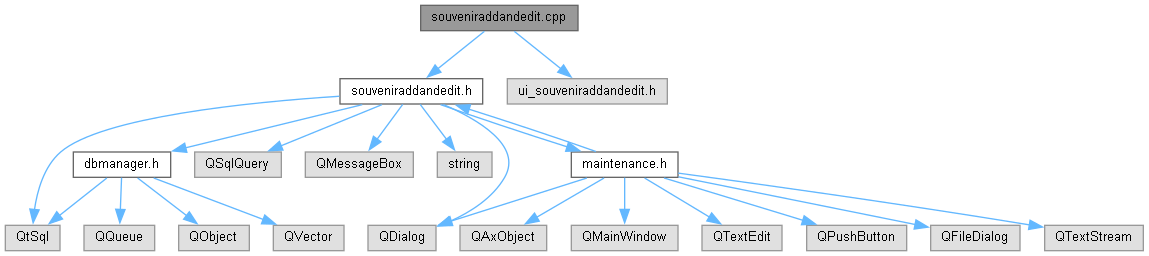 souveniraddandedit.cpp
souveniraddandedit.h
ui_souveniraddandedit.h
dbmanager.h
QSqlQuery
QMessageBox
string
maintenance.h
QtSql
QQueue
QObject
QVector
QDialog
QAxObject
QMainWindow
QTextEdit
QPushButton
QFileDialog
QTextStream